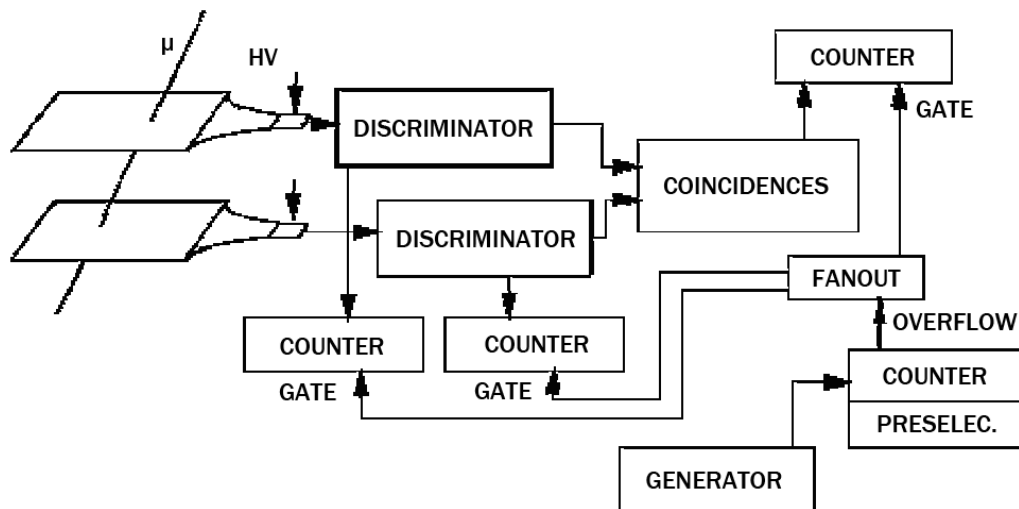 µ
HV
COUNTER
GATE
DISCRIMINATOR
COINCIDENCES
DISCRIMINATOR
FANOUT
OVERFLOW
COUNTER
COUNTER
GATE
GATE
COUNTER
PRESELEC.
GENERATOR